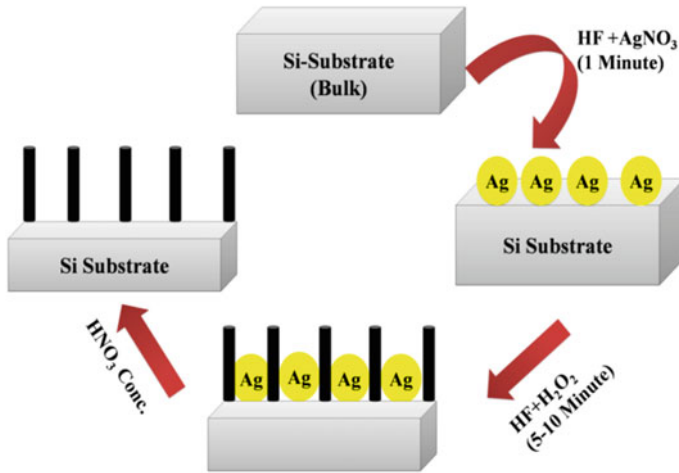 Si-Substrate
(Bulk)
HF +AgNO₃
(1 Minute)
Ag Ag Ag Ag
Si Substrate
HF+H₂O₂
(5-10 Minute)
Ag Ag Ag Ag
HNO₃ Conc.
Si Substrate